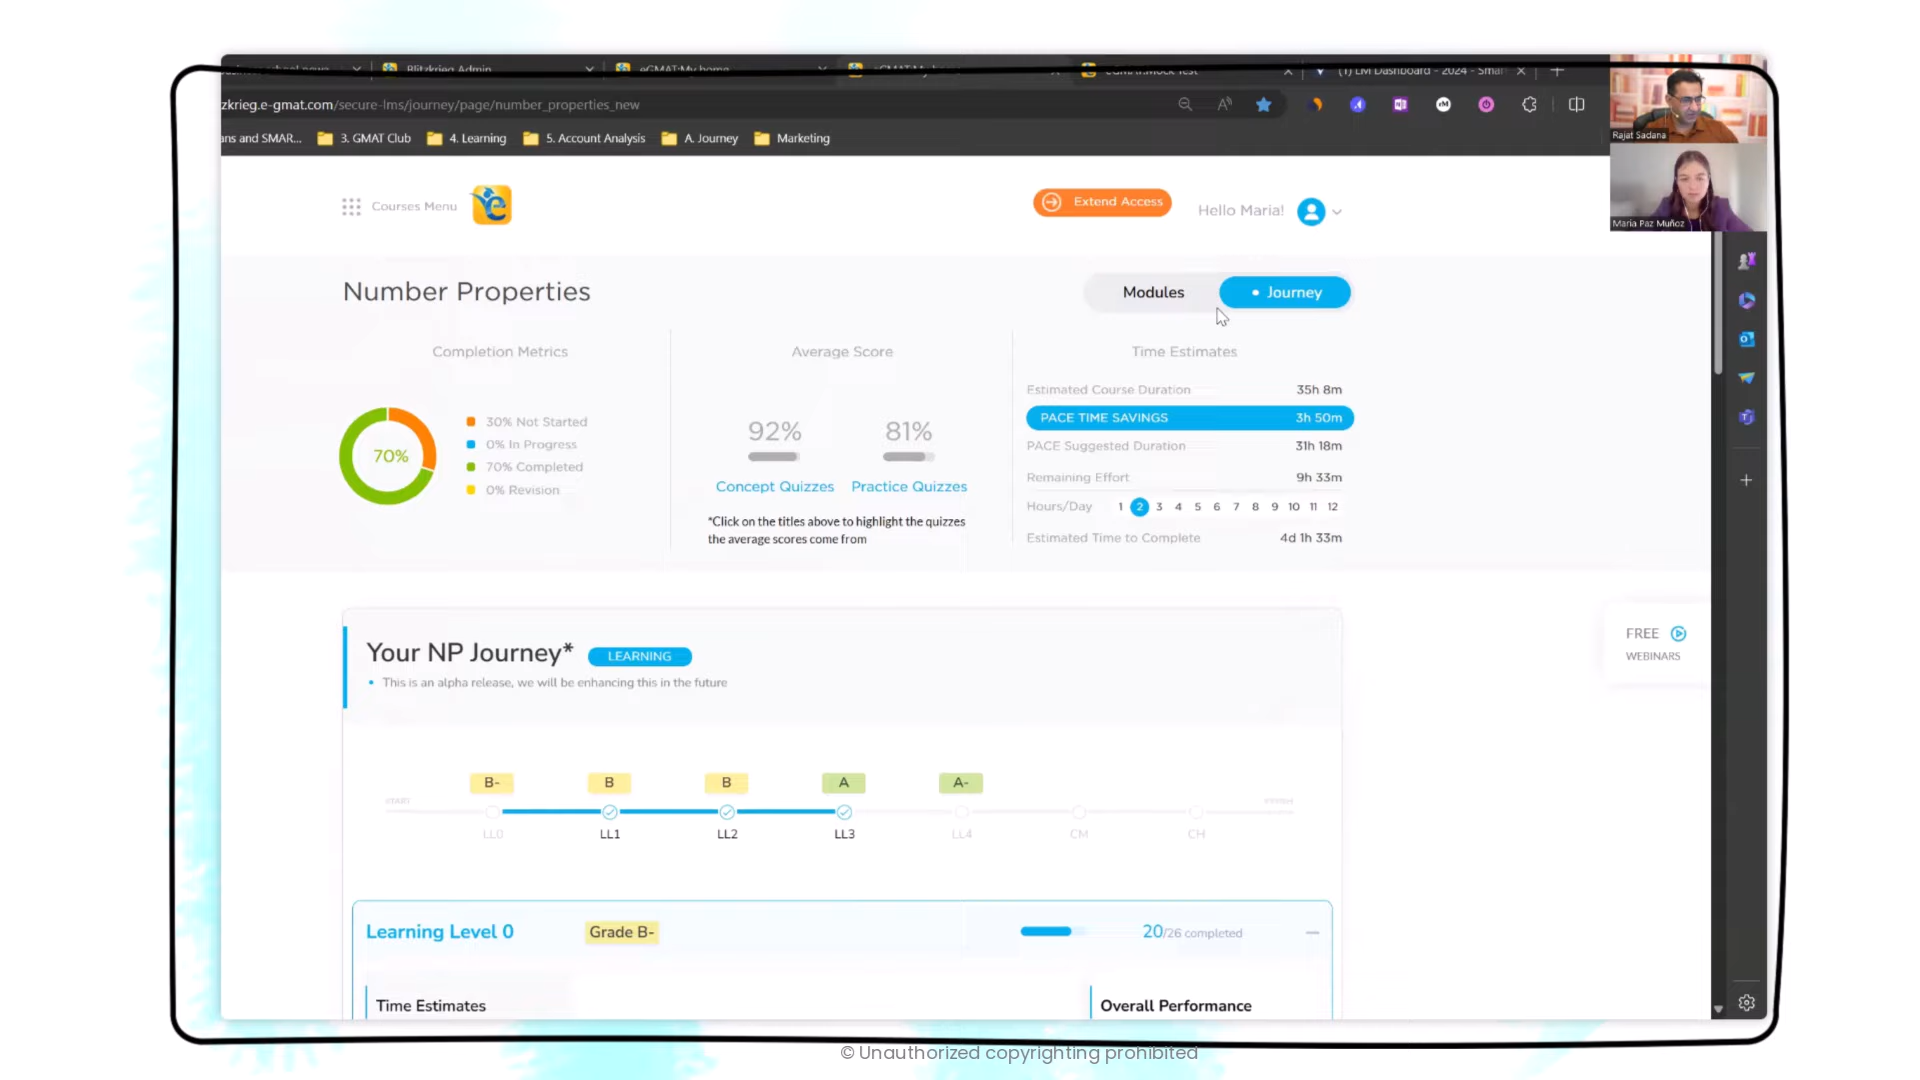 Blitzkrieg Admin
eGMAT:My home
(1) LM Dashboard - 2024 - Smar
zkrieg.e-gmat.com/secure-lms/journey/page/number_properties_new
ans and SMAR...
3. GMAT Club
4. Learning
5. Account Analysis
A. Journey
Marketing
Rajat Sadana
Maria Paz Muñoz
Courses Menu
Extend Access
Hello Maria!
Number Properties
Modules
Journey
Completion Metrics
70%
30% Not Started
0% In Progress
70% Completed
0% Revision
Average Score
92%
81%
Concept Quizzes
Practice Quizzes
*Click on the titles above to highlight the quizzes
the average scores come from
Time Estimates
Estimated Course Duration 35h 8m
PACE TIME SAVINGS 3h 50m
PACE Suggested Duration 31h 18m
Remaining Effort 9h 33m
Hours/Day 1 2 3 4 5 6 7 8 9 10 11 12
Estimated Time to Complete 4d 1h 33m
FREE
WEBINARS
Your NP Journey* LEARNING
This is an alpha release, we will be enhancing this in the future
B- B B A A-
START
LL0 LL1 LL2 LL3 LL4 CM CH
Learning Level 0
Grade B-
20/26 completed
Time Estimates
Overall Performance
© Unauthorized copyrighting prohibited